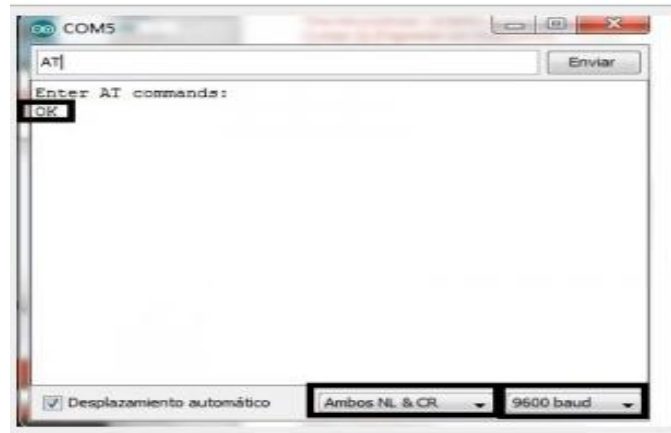 COM5
AT
Enviar
Enter AT commands:
OK
Desplazamiento automático
Ambos NL & CR
9600 baud